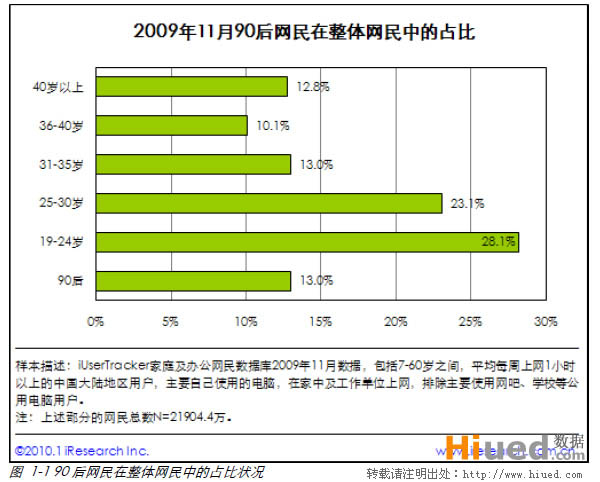 2009年11月90后网民在整体网民中的占比
40岁以上
12.8%
36-40岁
10.1%
31-35岁
13.0%
25-30岁
23.1%
19-24岁
28.1%
90后
13.0%
0% 5% 10% 15% 20% 25% 30%
样本描述：iUserTracker家庭及办公网民数据库2009年11月数据，包括7-60岁之间，平均每周上网1小时
以上的中国大陆地区用户，主要自己使用的电脑，在家中及工作单位上网，排除主要使用网吧、学校等公
用电脑用户。
注：上述部分的网民总数N=21904.4万。
©2010.1 iResearch Inc.
www.iresearch.com.cn
Hiued 数据 .com
图 1-1 90 后网民在整体网民中的占比状况
转载请注明出处：http://www.hiued.com